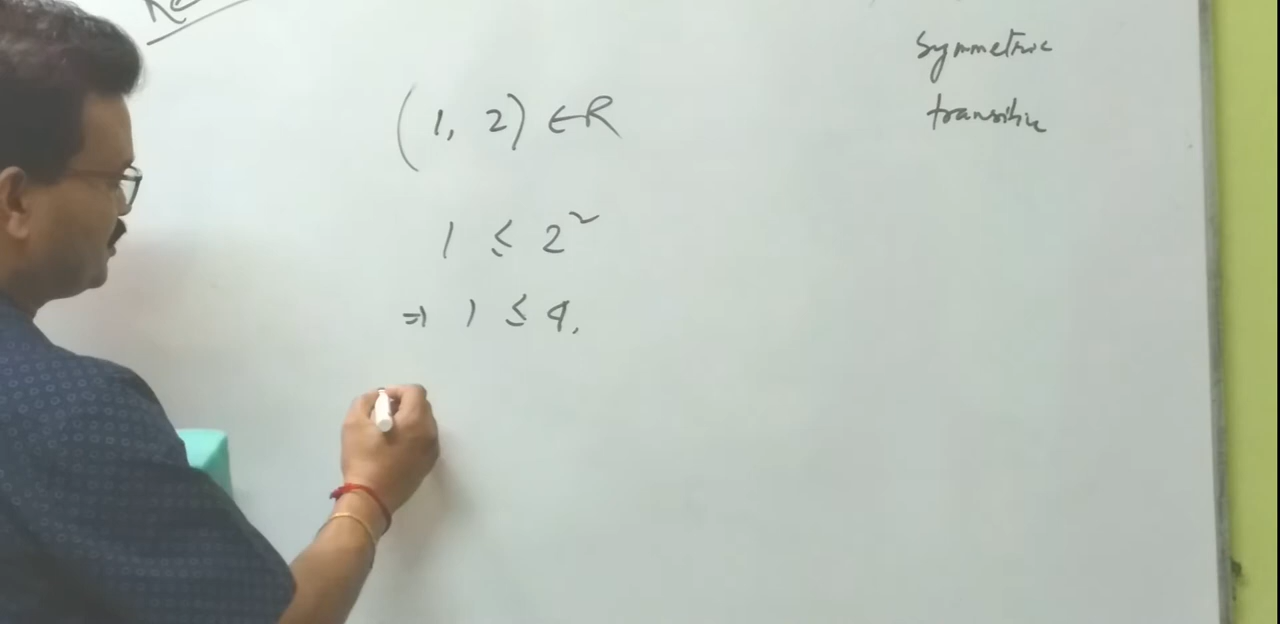 (1, 2) ∈ R
1 ≤ 2²
⇒ 1 ≤ 4.
Symmetric
transitive